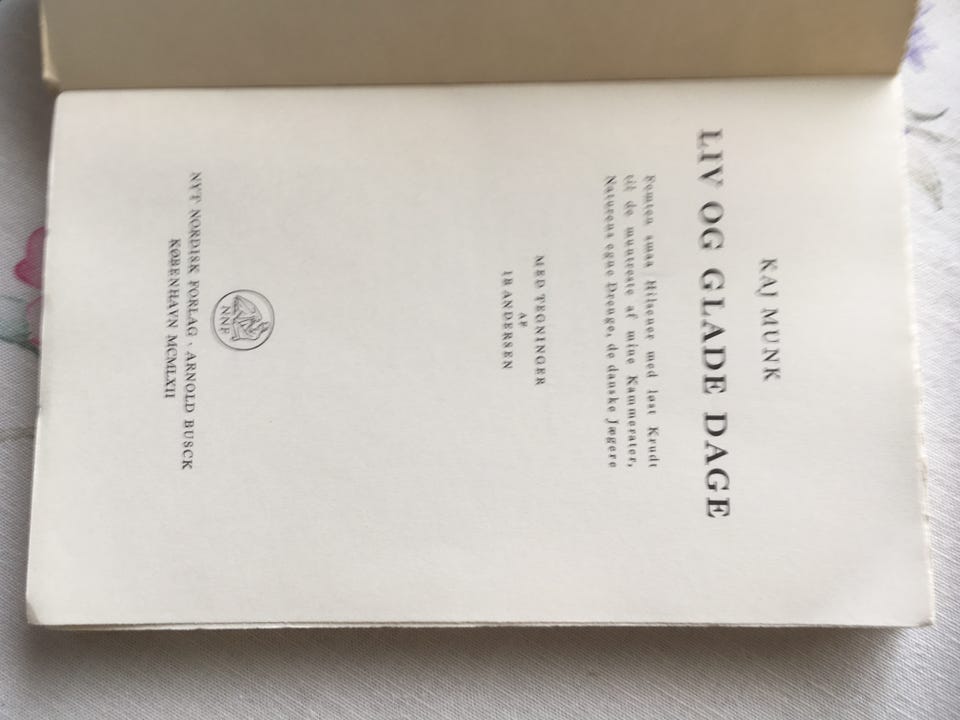 KAJ MUNK
LIV OG GLADE DAGE
Femten smaa Hilsener med løst Krudt
til de muntreste af mine Kammerater,
Naturens egne Drenge, de danske Jægere
MED TEGNINGER
AF
IB ANDERSEN
NNF
NYT NORDISK FORLAG · ARNOLD BUSCK
KØBENHAVN MCMLXII